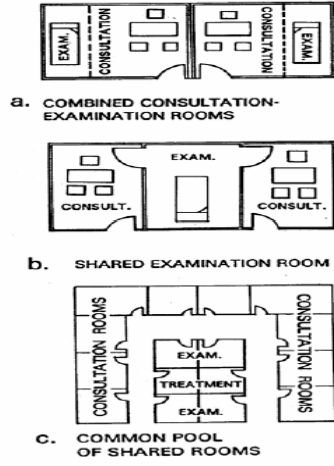 EXAM.
CONSULTATION
CONSULTATION
EXAM.
a. COMBINED CONSULTATION-
EXAMINATION ROOMS
EXAM.
CONSULT.
CONSULT.
b. SHARED EXAMINATION ROOM
CONSULTATION ROOMS
EXAM.
TREATMENT
EXAM.
CONSULTATION ROOMS
c. COMMON POOL
OF SHARED ROOMS